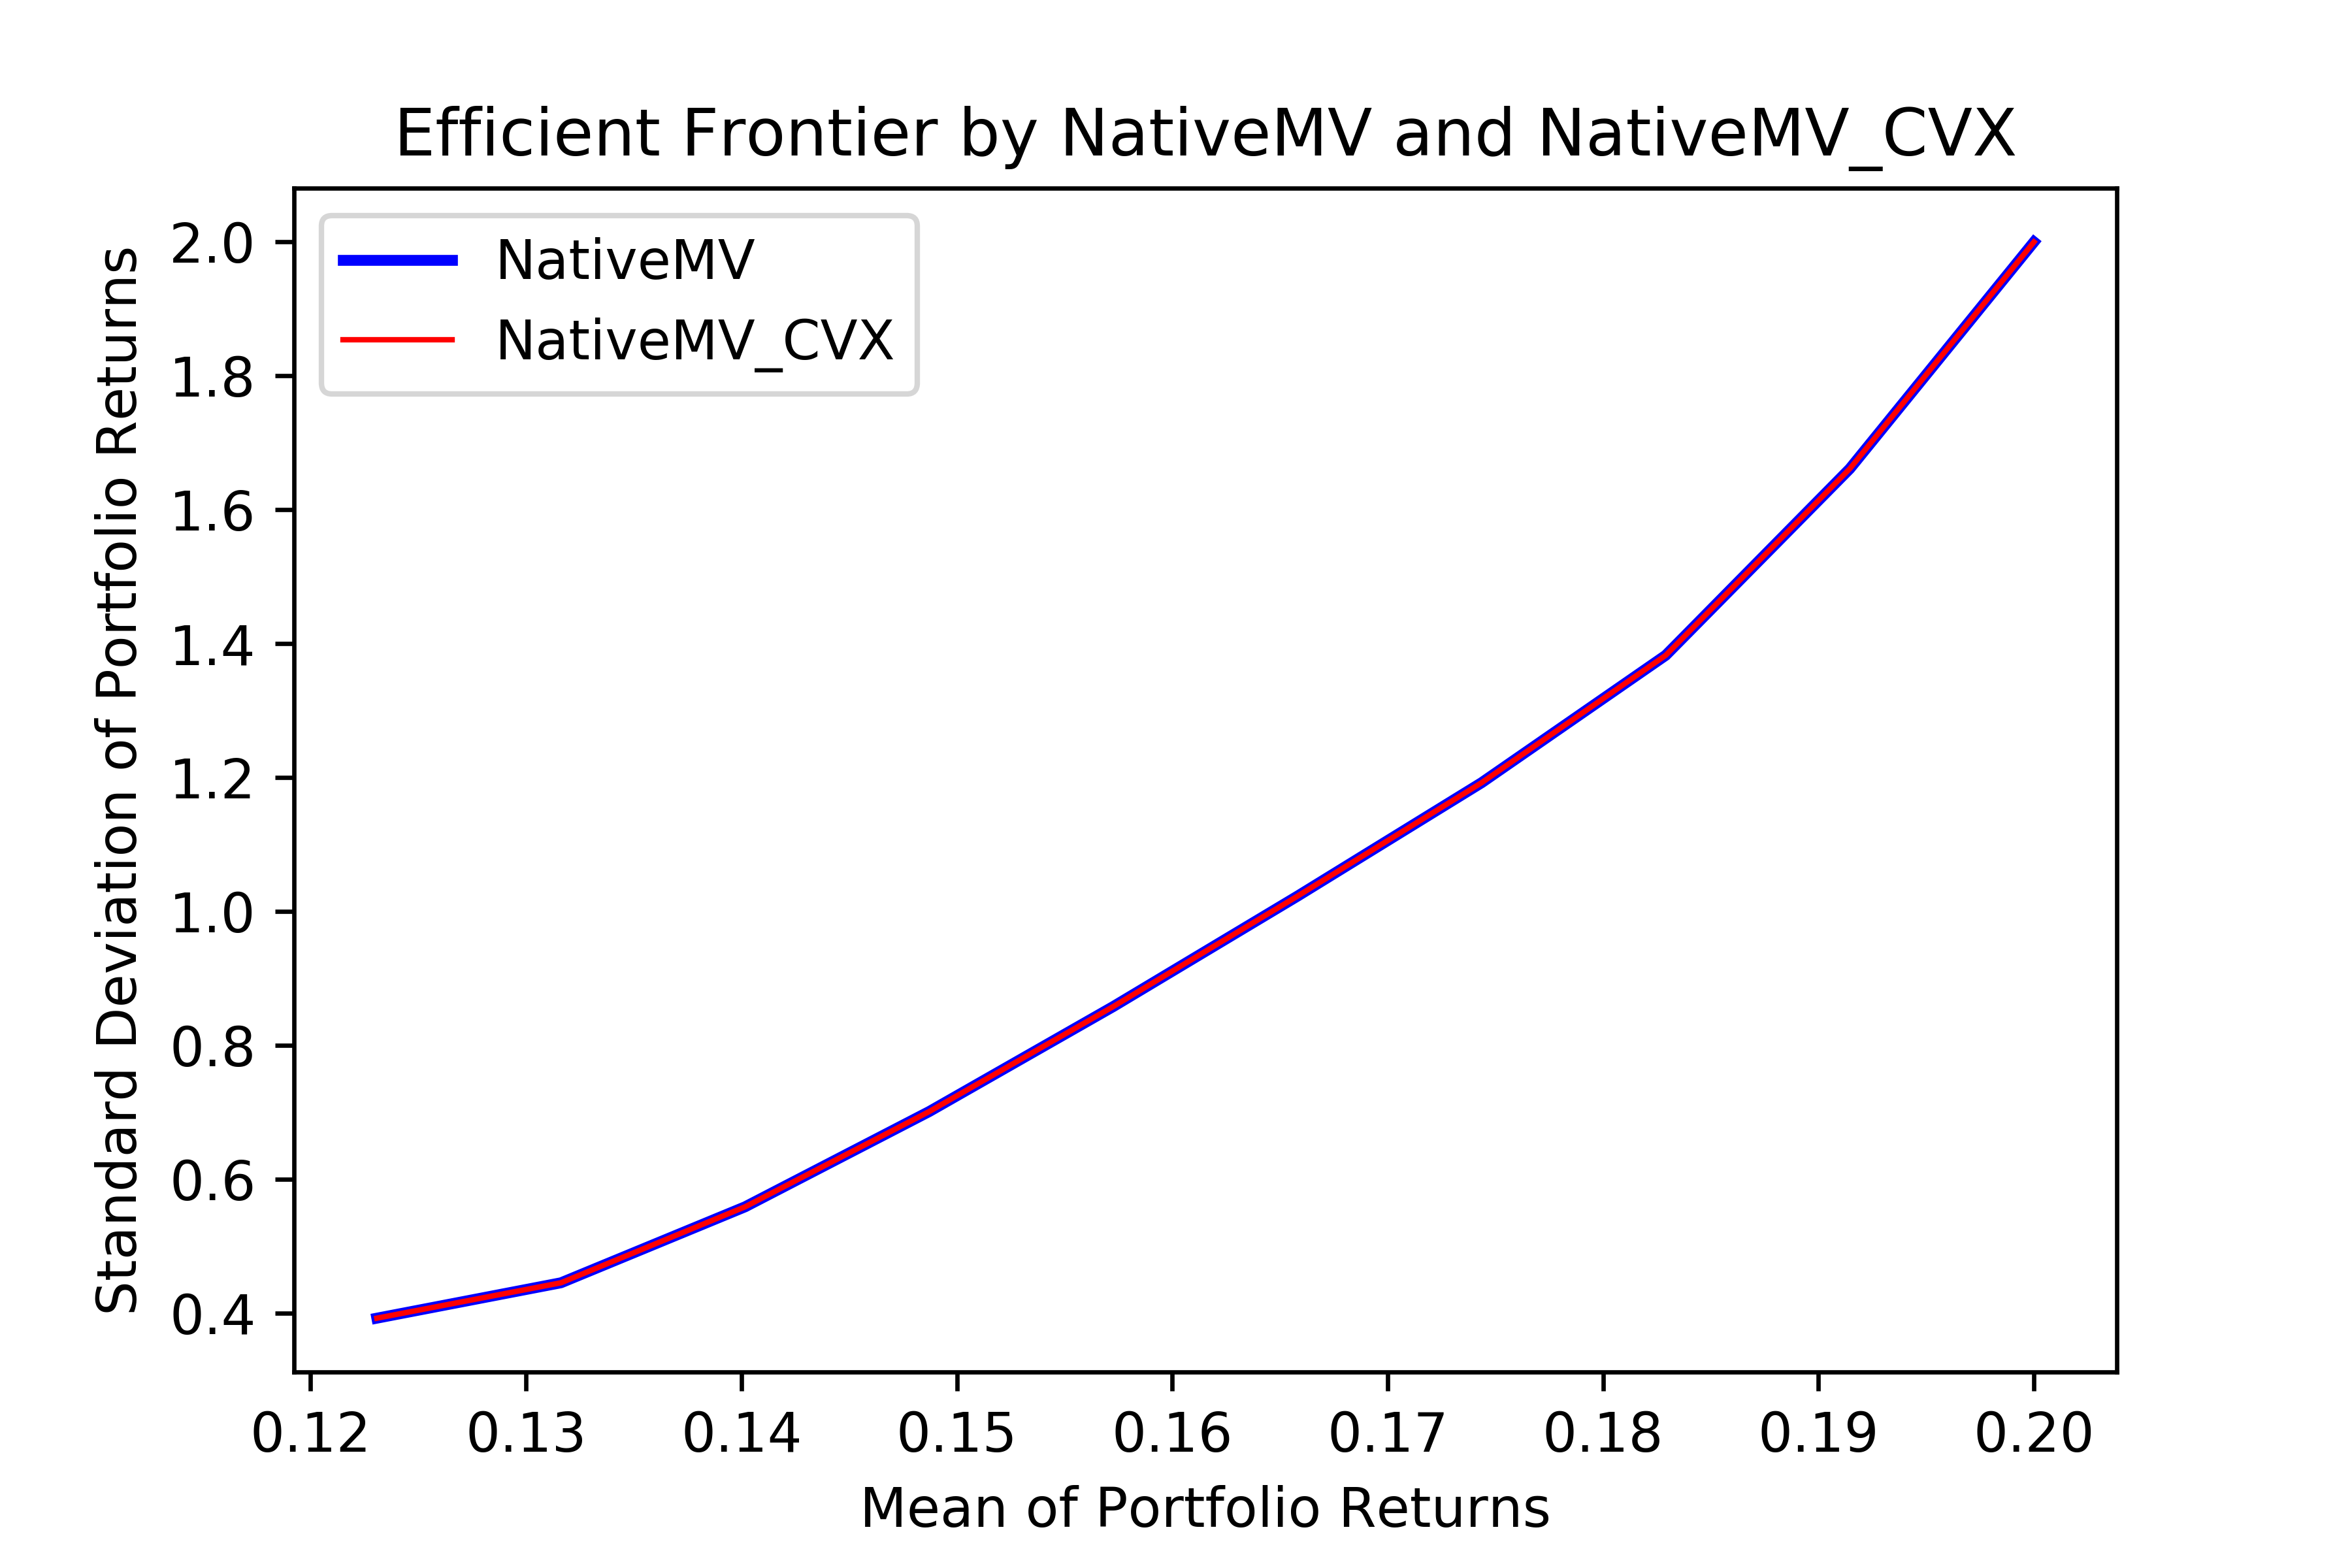 Efficient Frontier by NativeMV and NativeMV_CVX
NativeMV
NativeMV_CVX
Standard Deviation of Portfolio Returns
2.0
1.8
1.6
1.4
1.2
1.0
0.8
0.6
0.4
0.12 0.13 0.14 0.15 0.16 0.17 0.18 0.19 0.20
Mean of Portfolio Returns